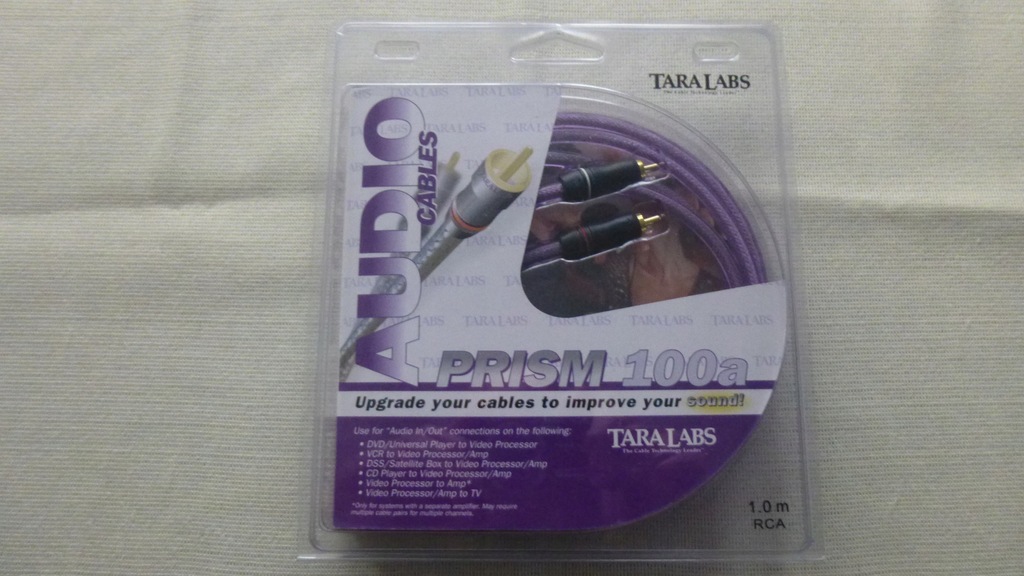 TARA LABS
The Cable Technology Leader
AUDIO
CABLES
PRISM 100a
Upgrade your cables to improve your sound!
Use for "Audio In/Out" connections on the following:
• DVD/Universal Player to Video Processor
• VCR to Video Processor/Amp
• DSS/Satellite Box to Video Processor/Amp
• CD Player to Video Processor/Amp
• Video Processor to Amp*
• Video Processor/Amp to TV
*Only for systems with a separate amplifier. May require
multiple cable pairs for multiple channels.
TARA LABS
The Cable Technology Leader
1.0 m
RCA